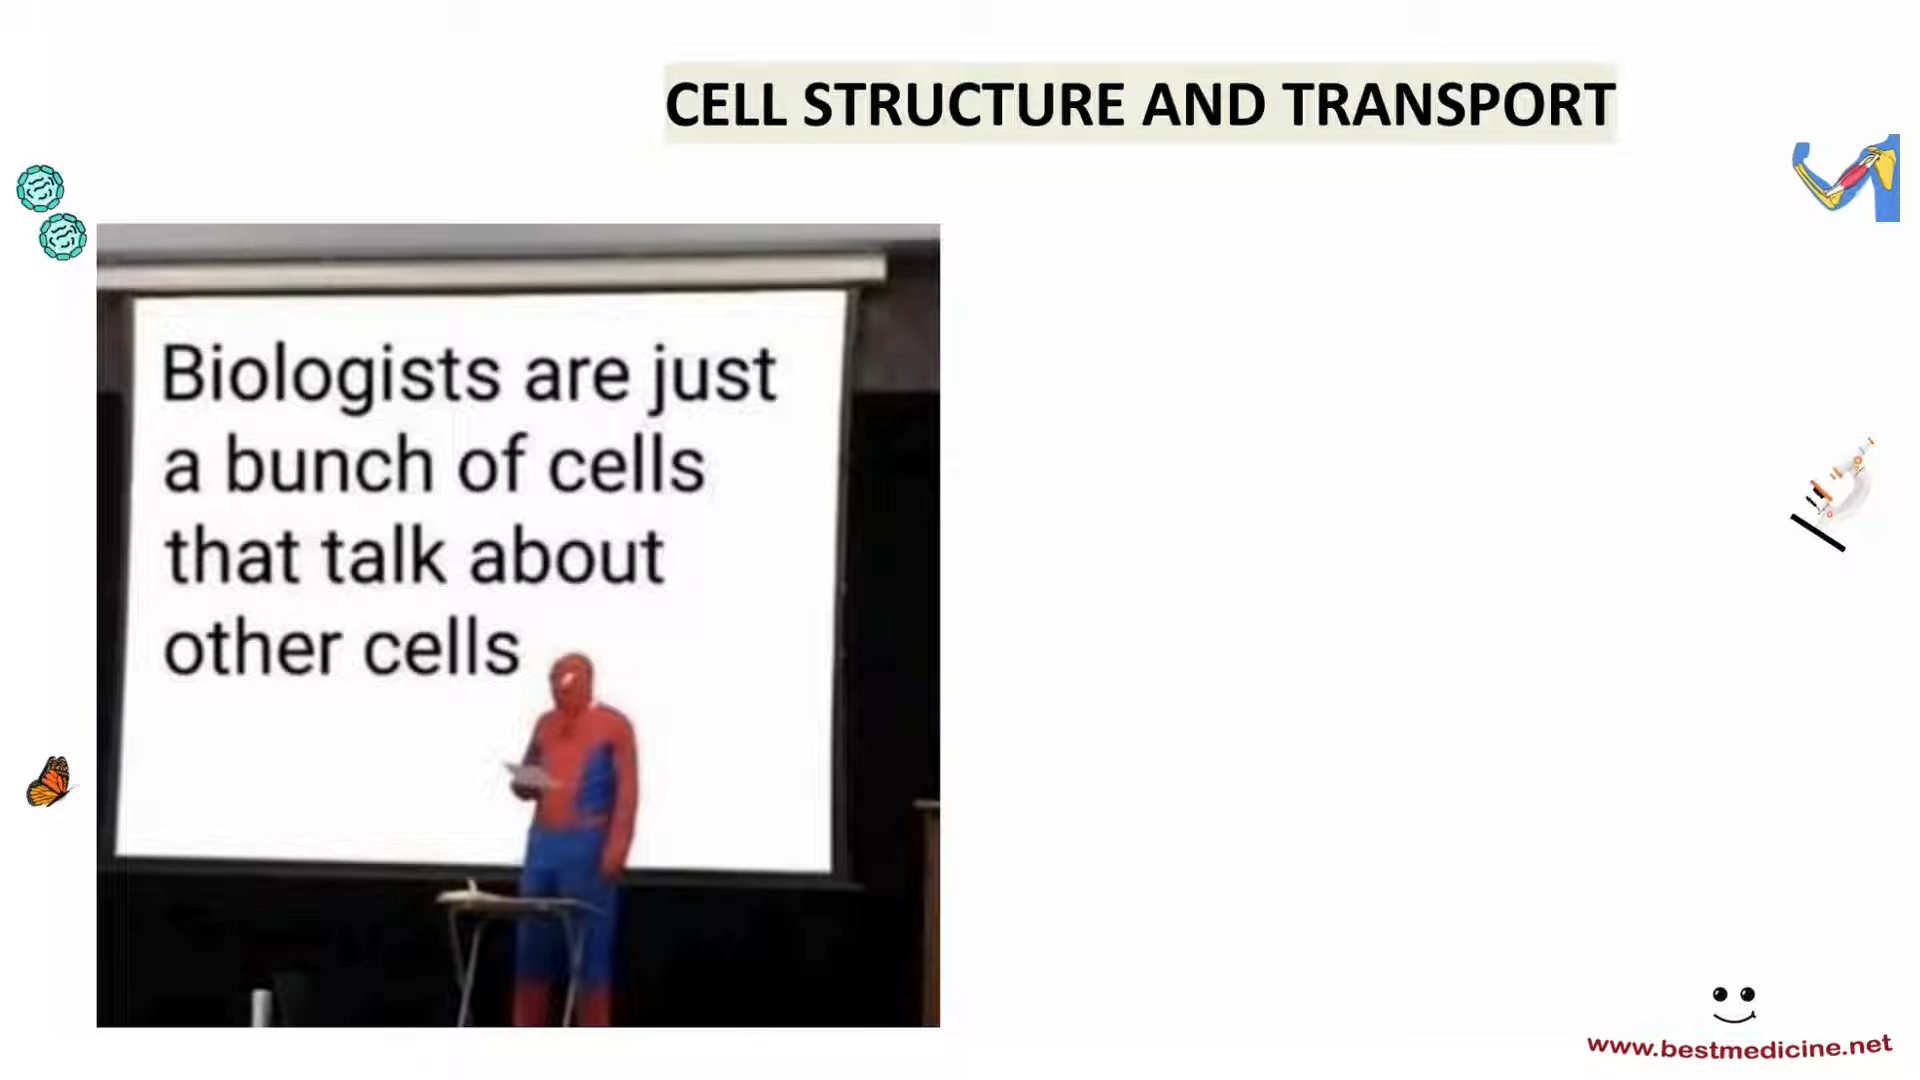 CELL STRUCTURE AND TRANSPORT
Biologists are just
a bunch of cells
that talk about
other cells
www.bestmedicine.net